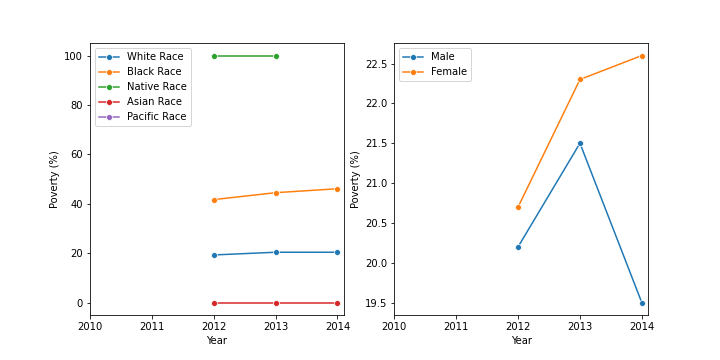 White Race
Black Race
Native Race
Asian Race
Pacific Race
100
80
60
40
20
0
Poverty (%)
2010 2011 2012 2013 2014
Year
Male
Female
22.5
22.0
21.5
21.0
20.5
20.0
19.5
Poverty (%)
2010 2011 2012 2013 2014
Year